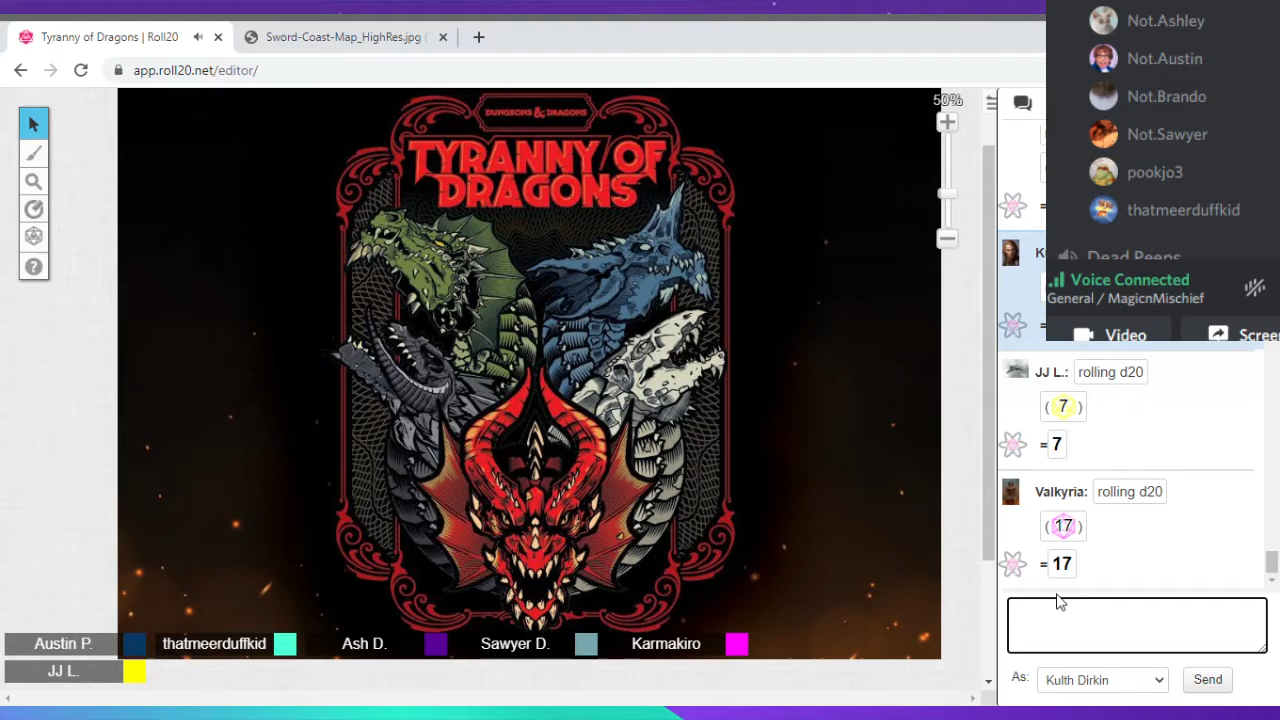 Tyranny of Dragons | Roll20
Sword-Coast-Map_HighRes.jpg (
app.roll20.net/editor/
DUNGEONS & DRAGONS
TYRANNY OF
DRAGONS
50%
Not.Ashley
Not.Austin
Not.Brando
Not.Sawyer
pookjo3
thatmeerduffkid
Dead Peeps
Voice Connected
General / MagicnMischief
Video
Screen
=
=
JJ L.: rolling d20
( 7 )
= 7
Valkyria: rolling d20
( 17 )
= 17
Austin P.
thatmeerduffkid
Ash D.
Sawyer D.
Karmakiro
JJ L.
As:
Kulth Dirkin
Send